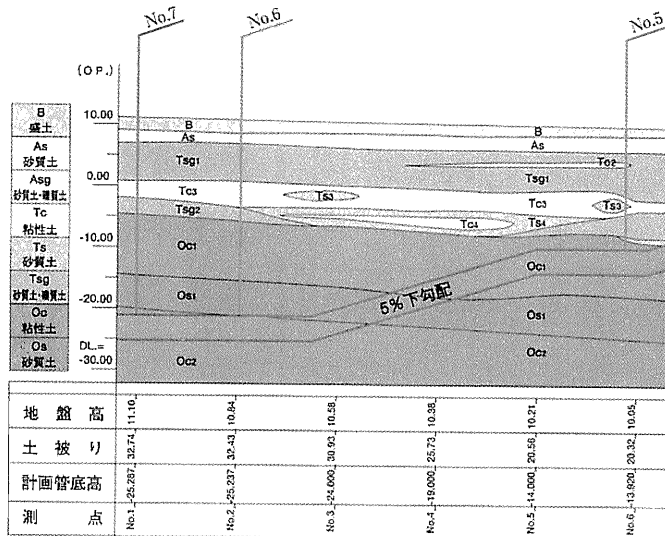 No.7
No.6
No.5
(O P.)
10.00
0.00
-10.00
-20.00
DL.=
-30.00
B
盛土
As
砂質土
Asg
砂質土・礫質土
Tc
粘性土
Ts
砂質土
Tsg
砂質土・礫質土
Oc
粘性土
Os
砂質土
B
As
Tsg1
Tc3
Tsg2
Oc1
Os1
Oc2
Ts3
Tc4
5%下勾配
B
As
Tc2
Tsg1
Tc3
Ts3
Ts4
Oc1
Os1
Oc2
地盤高 11.10 10.84 10.58 10.38 10.21 10.05
土被り 32.74 32.43 30.93 25.73 20.56 20.32
計画管底高 -25.287 -25.237 -24.000 -19.000 -14.000 -13.920
測点 No.1 No.2 No.3 No.4 No.5 No.6